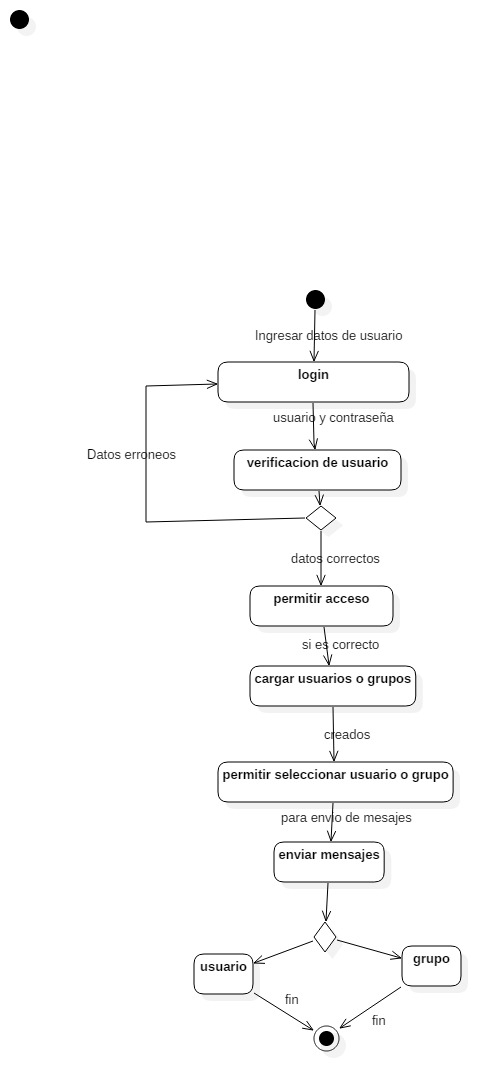 Ingresar datos de usuario
login
usuario y contraseña
Datos erroneos
verificacion de usuario
datos correctos
permitir acceso
si es correcto
cargar usuarios o grupos
creados
permitir seleccionar usuario o grupo
para envio de mesajes
enviar mensajes
usuario
grupo
fin
fin